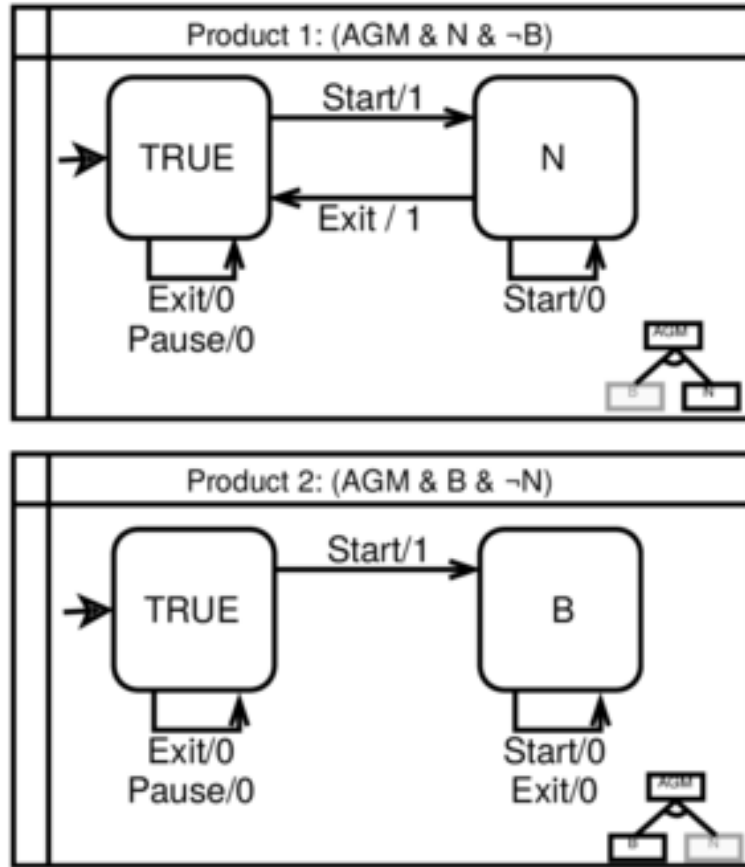 Product 1: (AGM & N & ¬B)
Start/1
TRUE
N
Exit / 1
Exit/0
Pause/0
Start/0
AGM
B
N
Product 2: (AGM & B & ¬N)
Start/1
TRUE
B
Exit/0
Pause/0
Start/0
Exit/0
AGM
B
N